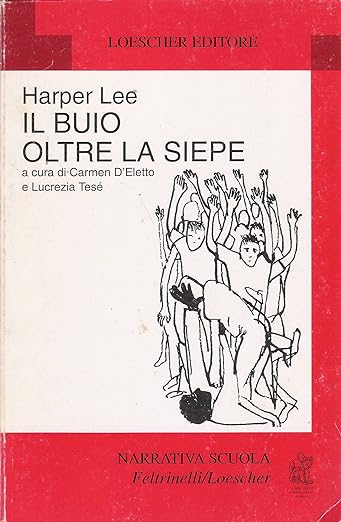 LOESCHER EDITORE
Harper Lee
IL BUIO
OLTRE LA SIEPE
a cura di Carmen D'Eletto
e Lucrezia Tesé
NARRATIVA SCUOLA
Feltrinelli/Loescher